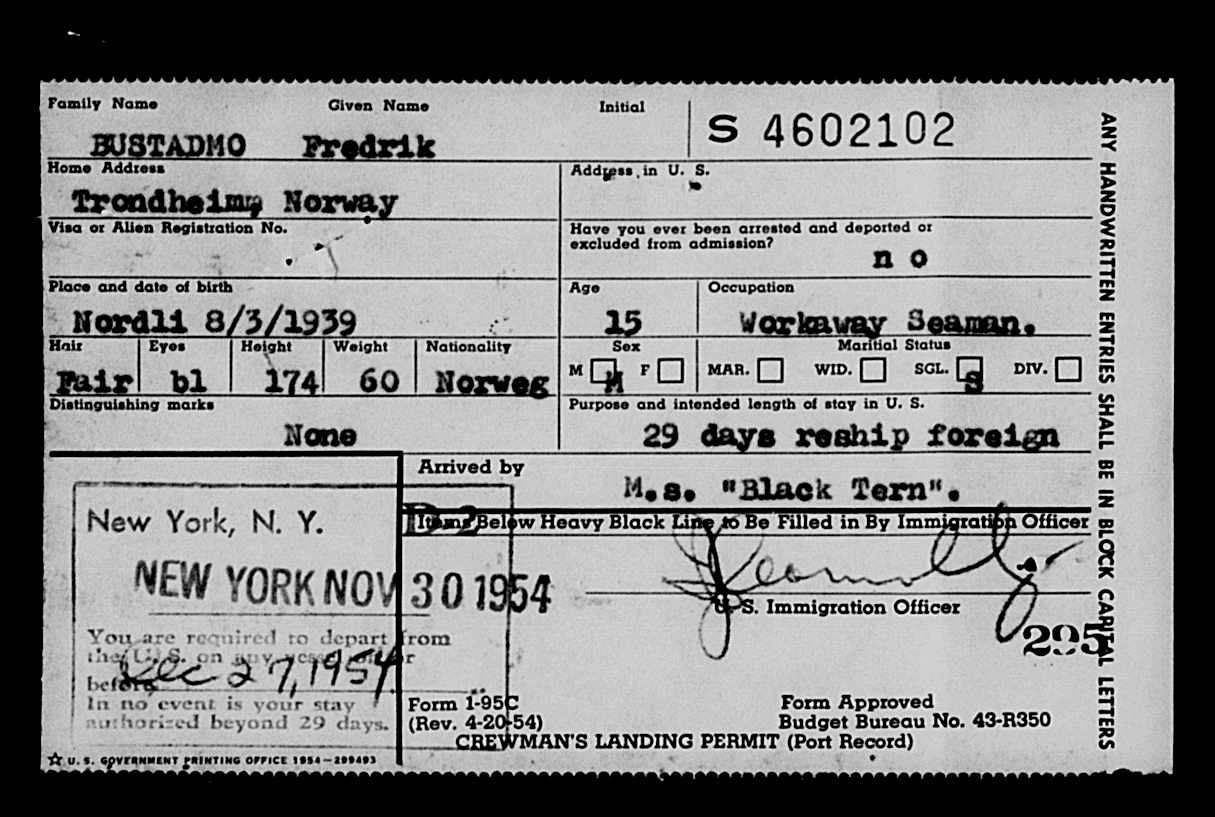 Family Name Given Name Initial
S 4602102
BUSTADMO Fredrik
Home Address Address in U. S.
Trondheim, Norway
Visa or Alien Registration No. Have you ever been arrested and deported or
excluded from admission?
no
Place and date of birth Age Occupation
Nordli 8/3/1939 15 Workaway Seaman.
Hair Eyes Height Weight Nationality Sex Maritial Status
M M F MAR. WID. SGL. S DIV.
Fair bl 174 60 Norweg
Distinguishing marks Purpose and intended length of stay in U. S.
None 29 days reship foreign
Arrived by
M.s. "Black Tern".
D-2
Items Below Heavy Black Line to Be Filled in By Immigration Officer
New York, N. Y.
NEW YORK NOV 30 1954
U. S. Immigration Officer
295
You are required to depart from
the U.S. on any vessel on or
before Dec 27, 1954
In no event is your stay
authorized beyond 29 days.
Form I-95C
(Rev. 4-20-54)
Form Approved
Budget Bureau No. 43-R350
CREWMAN'S LANDING PERMIT (Port Record)
☆ U. S. GOVERNMENT PRINTING OFFICE 1954—299493
ANY HANDWRITTEN ENTRIES SHALL BE IN BLOCK CAPITAL LETTERS